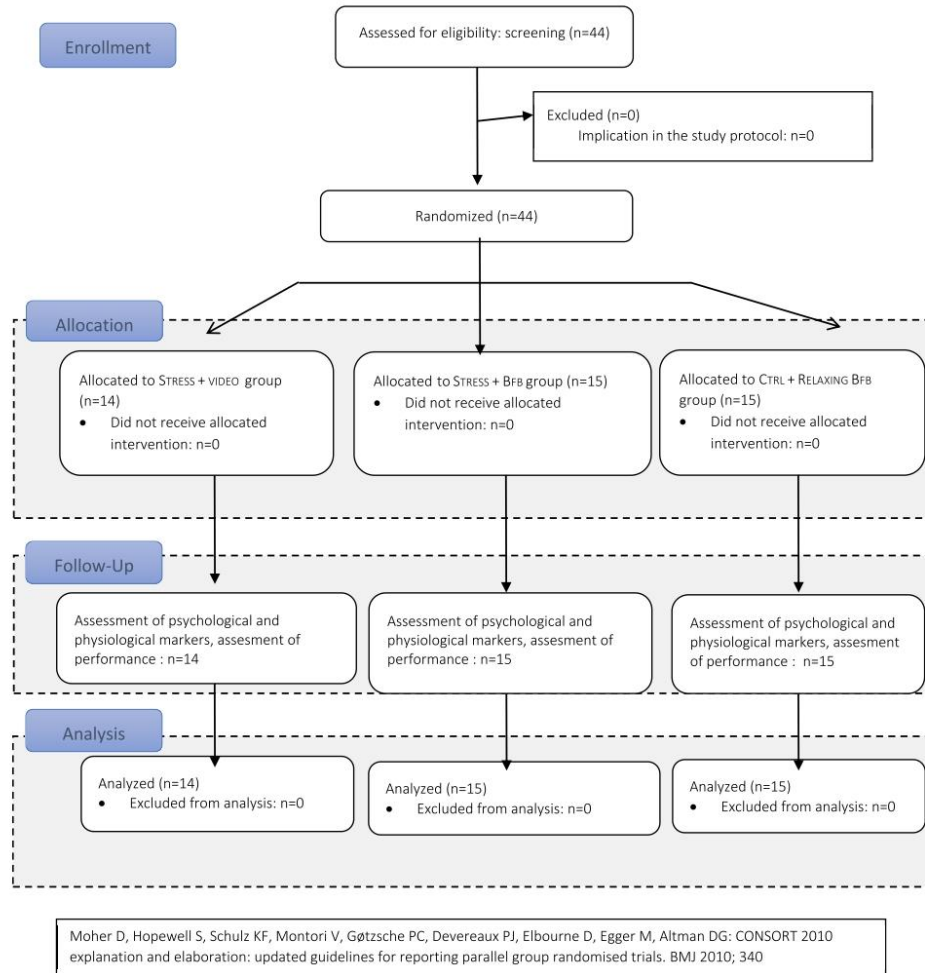 Enrollment
Assessed for eligibility: screening (n=44)
Excluded (n=0)
Implication in the study protocol: n=0
Randomized (n=44)
Allocation
Allocated to STRESS + VIDEO group
(n=14)
• Did not receive allocated
intervention: n=0
Allocated to STRESS + BFB group (n=15)
• Did not receive allocated
intervention: n=0
Allocated to CTRL + RELAXING BFB
group (n=15)
• Did not receive allocated
intervention: n=0
Follow-Up
Assessment of psychological and
physiological markers, assesment of
performance : n=14
Assessment of psychological and
physiological markers, assesment of
performance : n=15
Assessment of psychological and
physiological markers, assesment
of performance : n=15
Analysis
Analyzed (n=14)
• Excluded from analysis: n=0
Analyzed (n=15)
• Excluded from analysis: n=0
Analyzed (n=15)
• Excluded from analysis: n=0
Moher D, Hopewell S, Schulz KF, Montori V, Gøtzsche PC, Devereaux PJ, Elbourne D, Egger M, Altman DG: CONSORT 2010
explanation and elaboration: updated guidelines for reporting parallel group randomised trials. BMJ 2010; 340